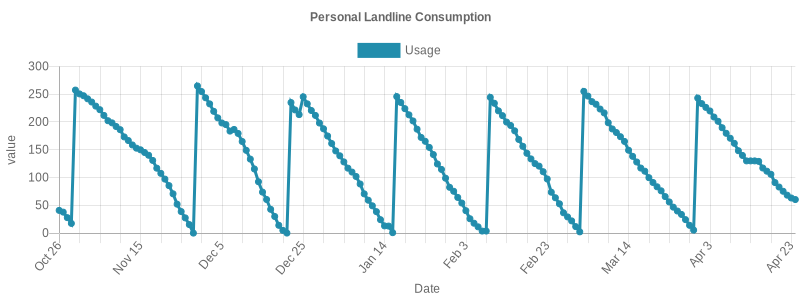 Personal Landline Consumption
Usage
300
250
200
150
100
50
0
value
Oct 26
Nov 15
Dec 5
Dec 25
Jan 14
Feb 3
Feb 23
Mar 14
Apr 3
Apr 23
Date